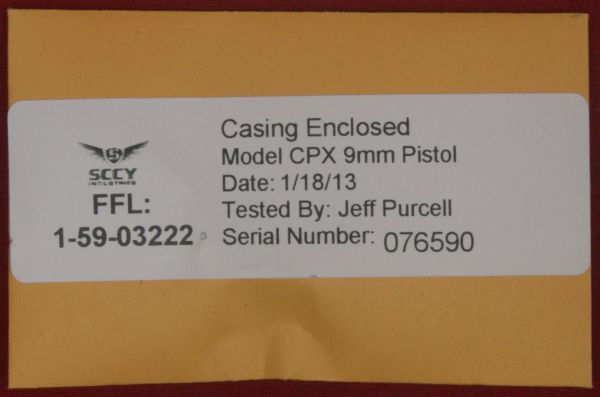 SCCY
INDUSTRIES
FFL:
1-59-03222
Casing Enclosed
Model CPX 9mm Pistol
Date: 1/18/13
Tested By: Jeff Purcell
Serial Number: 076590